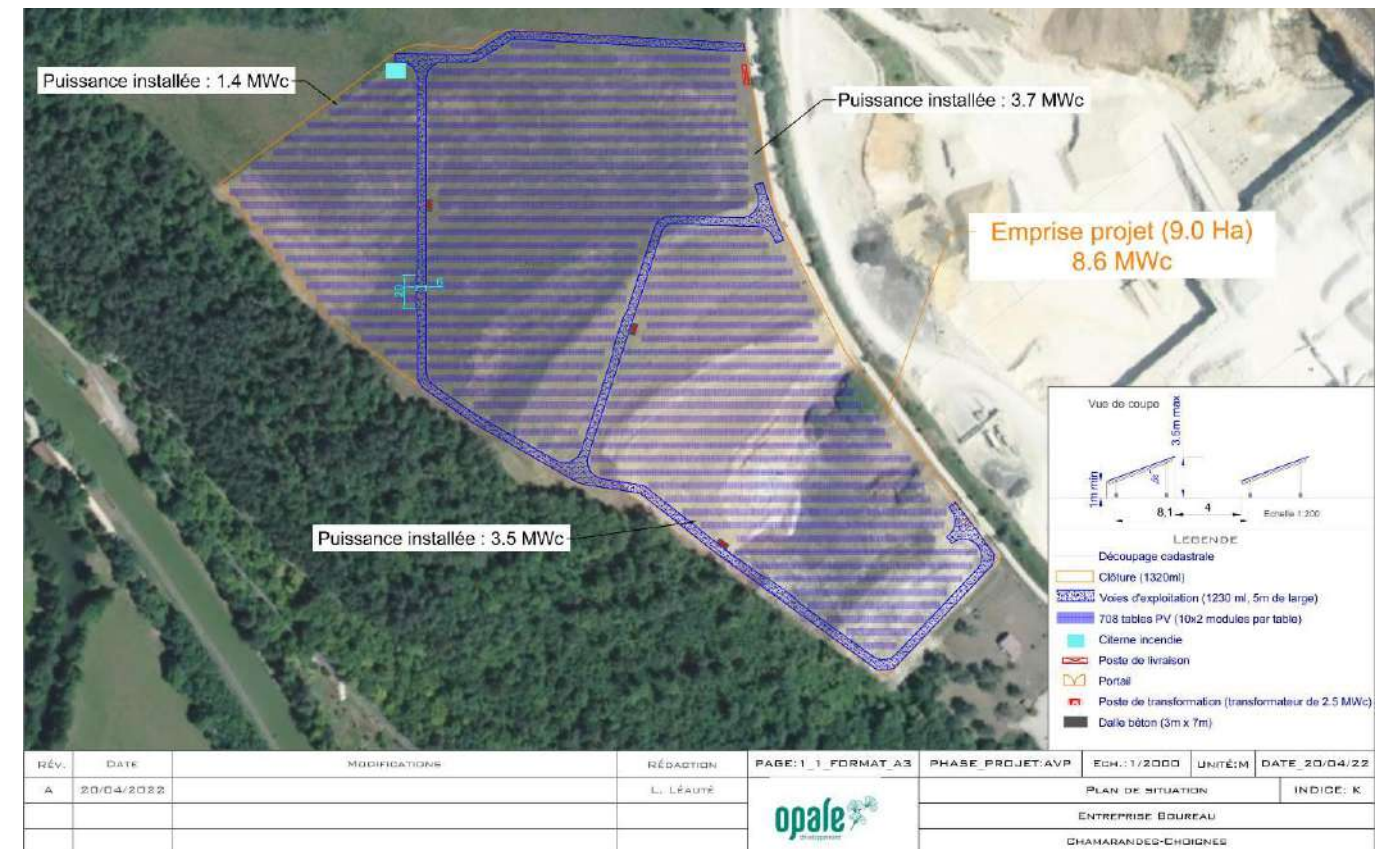 Puissance installée : 1.4 MWc
Puissance installée : 3.7 MWc
Emprise projet (9.0 Ha)
8.6 MWc
20
6
Puissance installée : 3.5 MWc
Vue de coupe
3.5m max
1m min
8,1
4
Echelle 1:200
LEGENDE
Découpage cadastrale
Clôture (1320ml)
Voies d'exploitation (1230 ml, 5m de large)
708 tables PV (10x2 modules par table)
Citerne incendie
Poste de livraison
Portail
Poste de transformation (transformateur de 2.5 MWc)
Dalle béton (3m x 7m)
RÉV. DATE MODIFICATIONS RÉDACTION PAGE:1_1_FORMAT_A3 PHASE_PROJET:AVP ECH.:1/2000 UNITÉ:M DATE_20/04/22
A 20/04/2022 L. LÉAUTÉ PLAN DE SITUATION INDICE: K
opale
développement
ENTREPRISE BOUREAU
CHAMARANDES-CHOIGNES